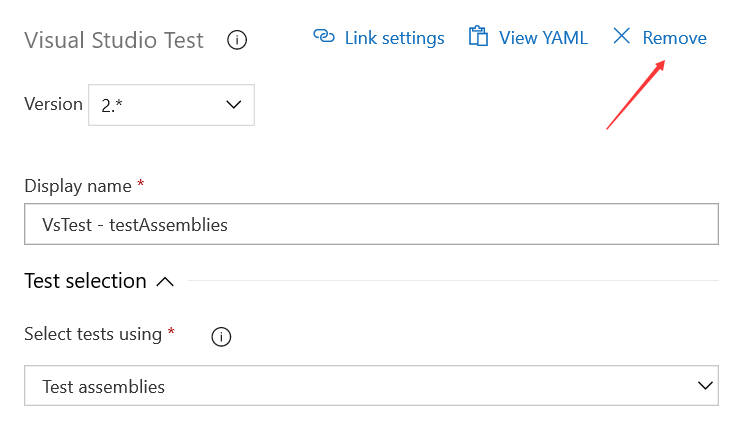 Visual Studio Test Link settings View YAML Remove
Version 2.*
Display name *
VsTest - testAssemblies
Test selection
Select tests using *
Test assemblies